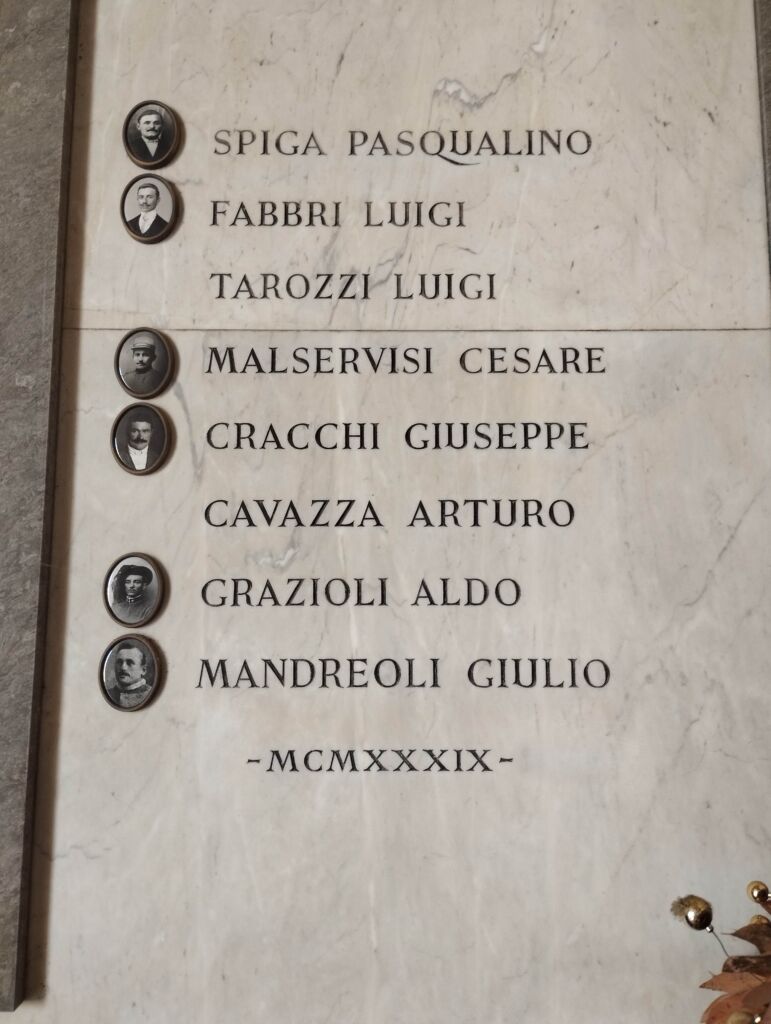 SPIGA PASQUALINO
FABBRI LUIGI
TAROZZI LUIGI
MALSERVISI CESARE
CRACCHI GIUSEPPE
CAVAZZA ARTURO
GRAZIOLI ALDO
MANDREOLI GIULIO
-MCMXXXIX-